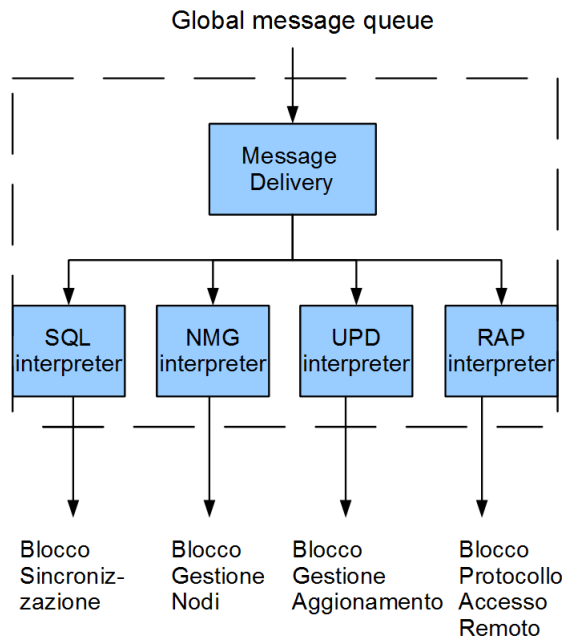 Global message queue
Message
Delivery
SQL
interpreter
NMG
interpreter
UPD
interpreter
RAP
interpreter
Blocco
Sincroniz-
zazione
Blocco
Gestione
Nodi
Blocco
Gestione
Aggionamento
Blocco
Protocollo
Accesso
Remoto